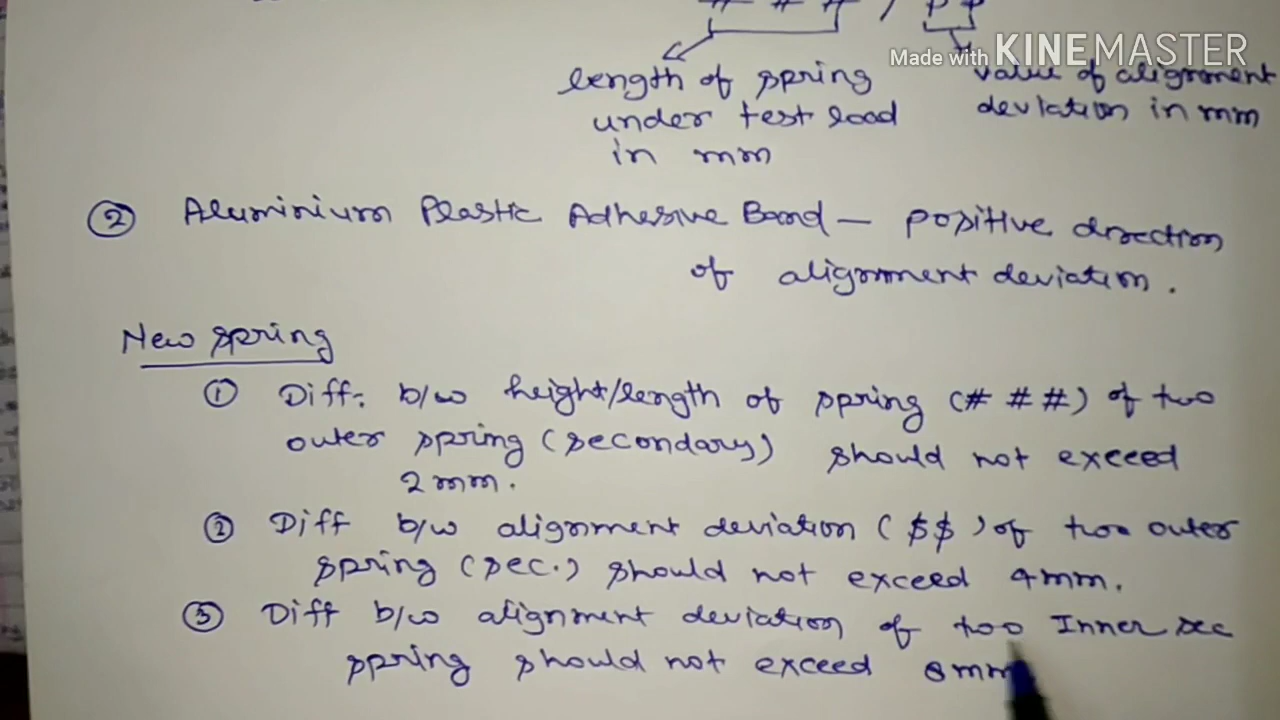 # # # / $ $
Made with KINEMASTER
length of spring
under test load
in mm
value of alignment
deviation in mm
② Aluminium Plastic Adhesive Band — positive direction
of alignment deviation.
New spring
① Diff. b/w height/length of spring (# # #) of two
outer spring (secondary) should not exceed
2 mm.
② Diff b/w alignment deviation ($$) of two outer
spring (sec.) should not exceed 4mm.
③ Diff b/w alignment deviation of two Inner sec
spring should not exceed 8mm